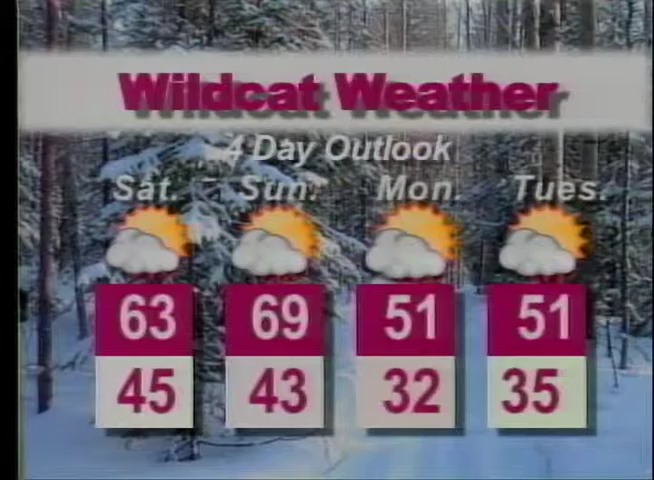 Wildcat Weather
4 Day Outlook
Sat. Sun. Mon. Tues.
63 69 51 51
45 43 32 35